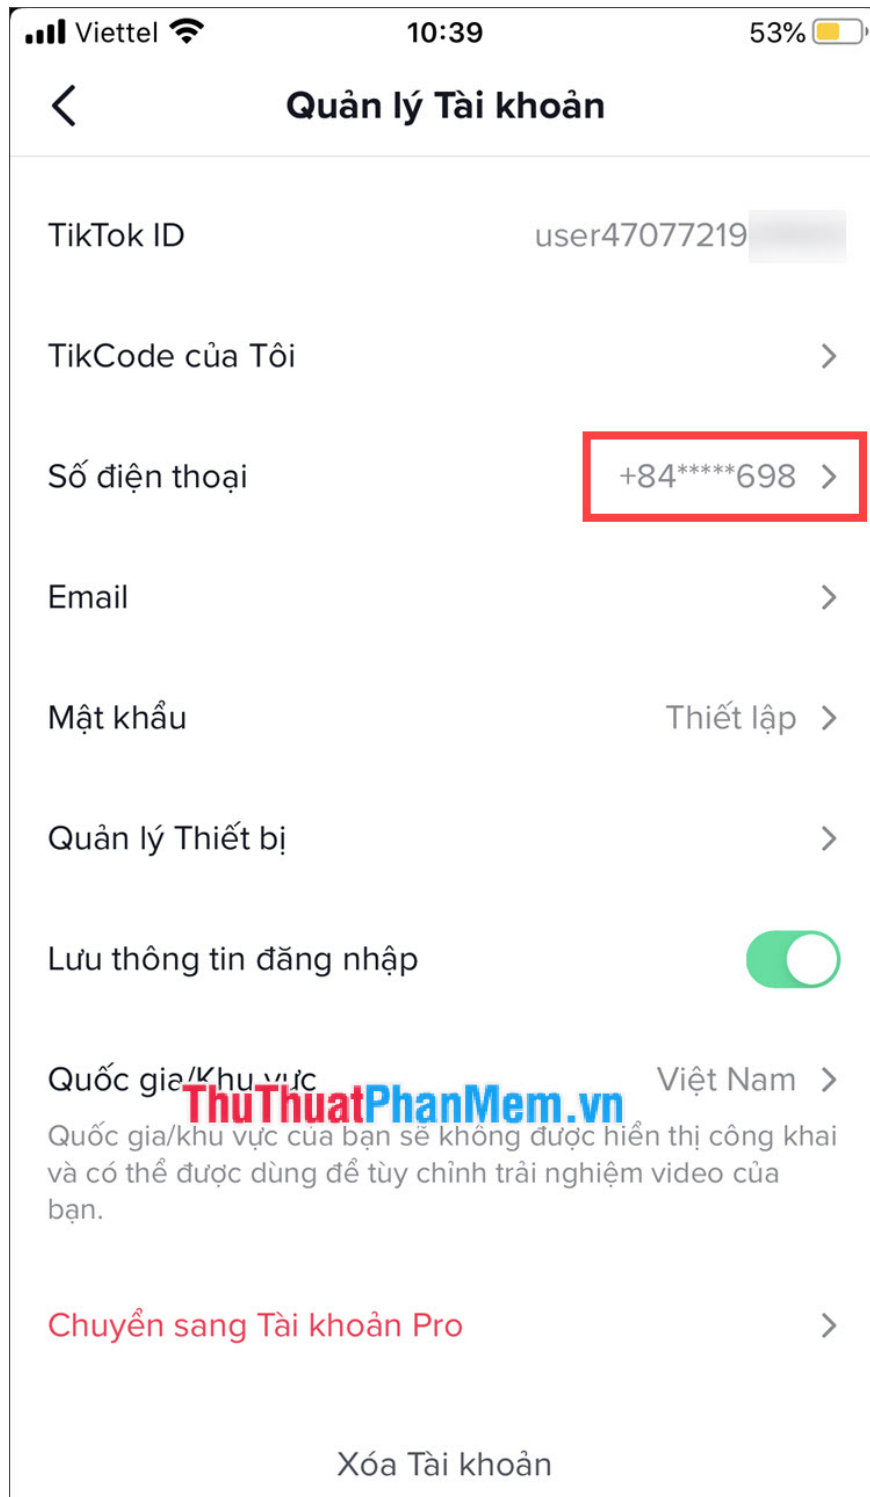 Viettel 10:39 53%
Quản lý Tài khoản
TikTok ID user47077219
TikCode của Tôi
Số điện thoại +84*****698
Email
Mật khẩu Thiết lập
Quản lý Thiết bị
Lưu thông tin đăng nhập
Quốc gia/Khu vực Việt Nam
ThuThuatPhanMem.vn
Quốc gia/khu vực của bạn sẽ không được hiển thị công khai
và có thể được dùng để tùy chỉnh trải nghiệm video của
bạn.
Chuyển sang Tài khoản Pro
Xóa Tài khoản